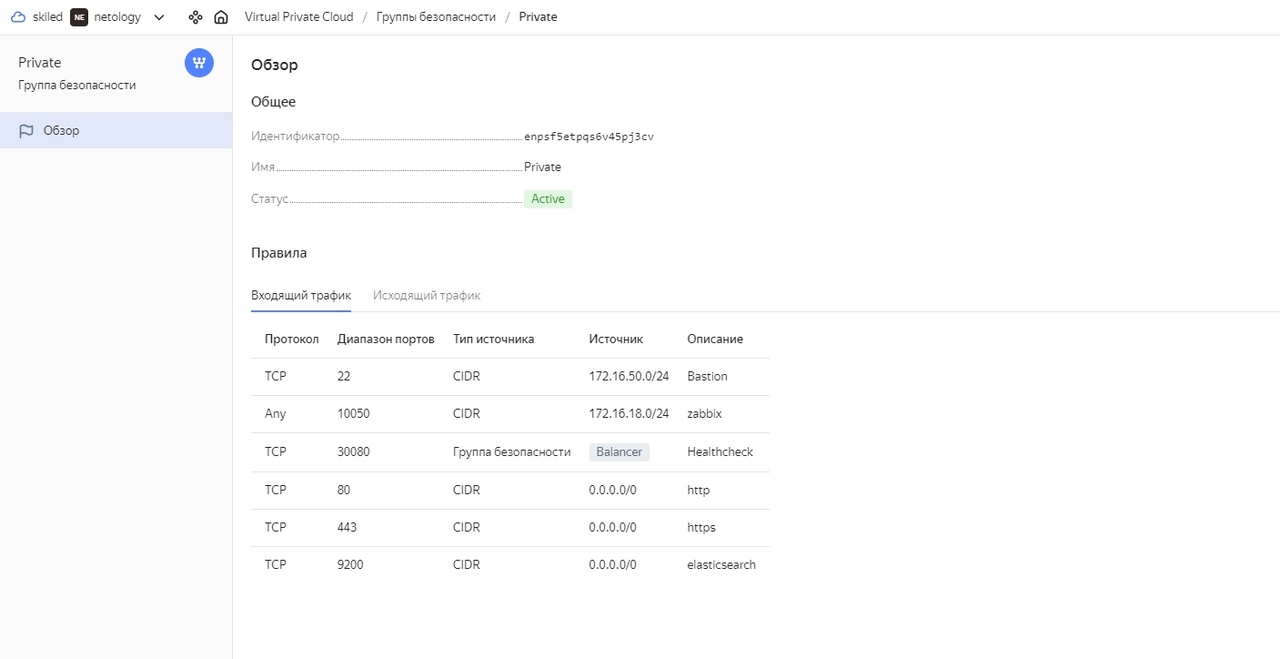 skiled NE netology Virtual Private Cloud / Группы безопасности / Private
Private
Группа безопасности
Обзор
Обзор
Общее
Идентификатор enpsf5etpqs6v45pj3cv
Имя Private
Статус Active
Правила
Входящий трафик Исходящий трафик
Протокол Диапазон портов Тип источника Источник Описание
TCP 22 CIDR 172.16.50.0/24 Bastion
Any 10050 CIDR 172.16.18.0/24 zabbix
TCP 30080 Группа безопасности Balancer Healthcheck
TCP 80 CIDR 0.0.0.0/0 http
TCP 443 CIDR 0.0.0.0/0 https
TCP 9200 CIDR 0.0.0.0/0 elasticsearch